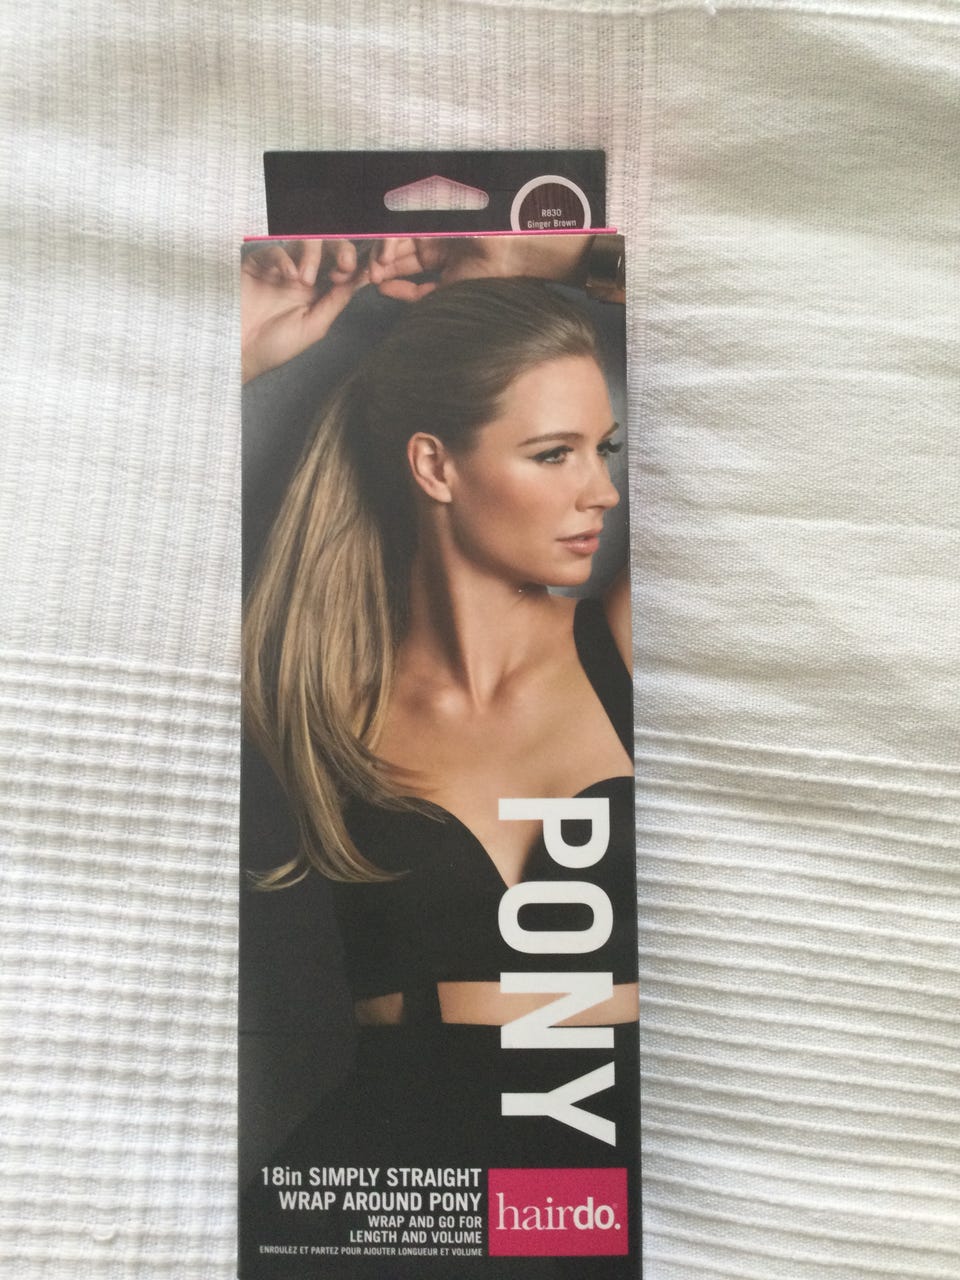 R830
Ginger Brown
PONY
18in SIMPLY STRAIGHT
WRAP AROUND PONY
WRAP AND GO FOR
LENGTH AND VOLUME
ENROULEZ ET PARTEZ POUR AJOUTER LONGUEUR ET VOLUME
hairdo.